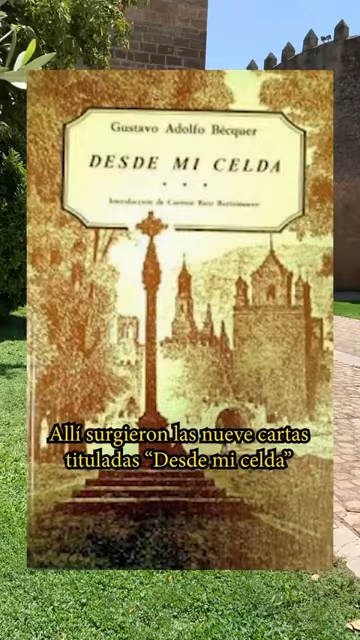 Gustavo Adolfo Bécquer
DESDE MI CELDA
Introducción de Carmen Ruiz Barrionuevo
Allí surgieron las nueve cartas
tituladas “Desde mi celda”